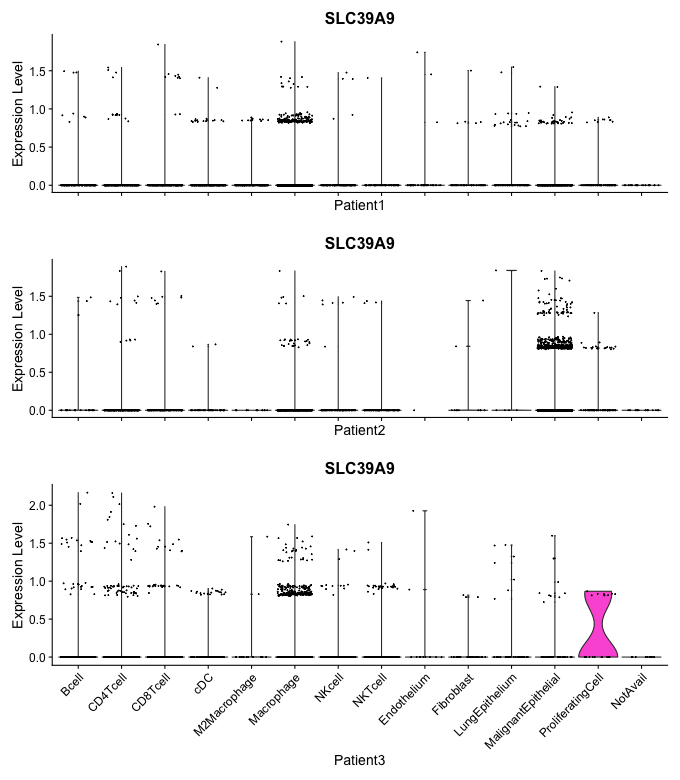 SLC39A9
Expression Level
1.5
1.0
0.5
0.0
Patient1
SLC39A9
Expression Level
1.5
1.0
0.5
0.0
Patient2
SLC39A9
Expression Level
2.0
1.5
1.0
0.5
0.0
Bcell
CD4Tcell
CD8Tcell
cDC
M2Macrophage
Macrophage
NKcell
NKTcell
Endothelium
Fibroblast
LungEpithelium
MalignantEpithelial
ProliferatingCell
NotAvail
Patient3